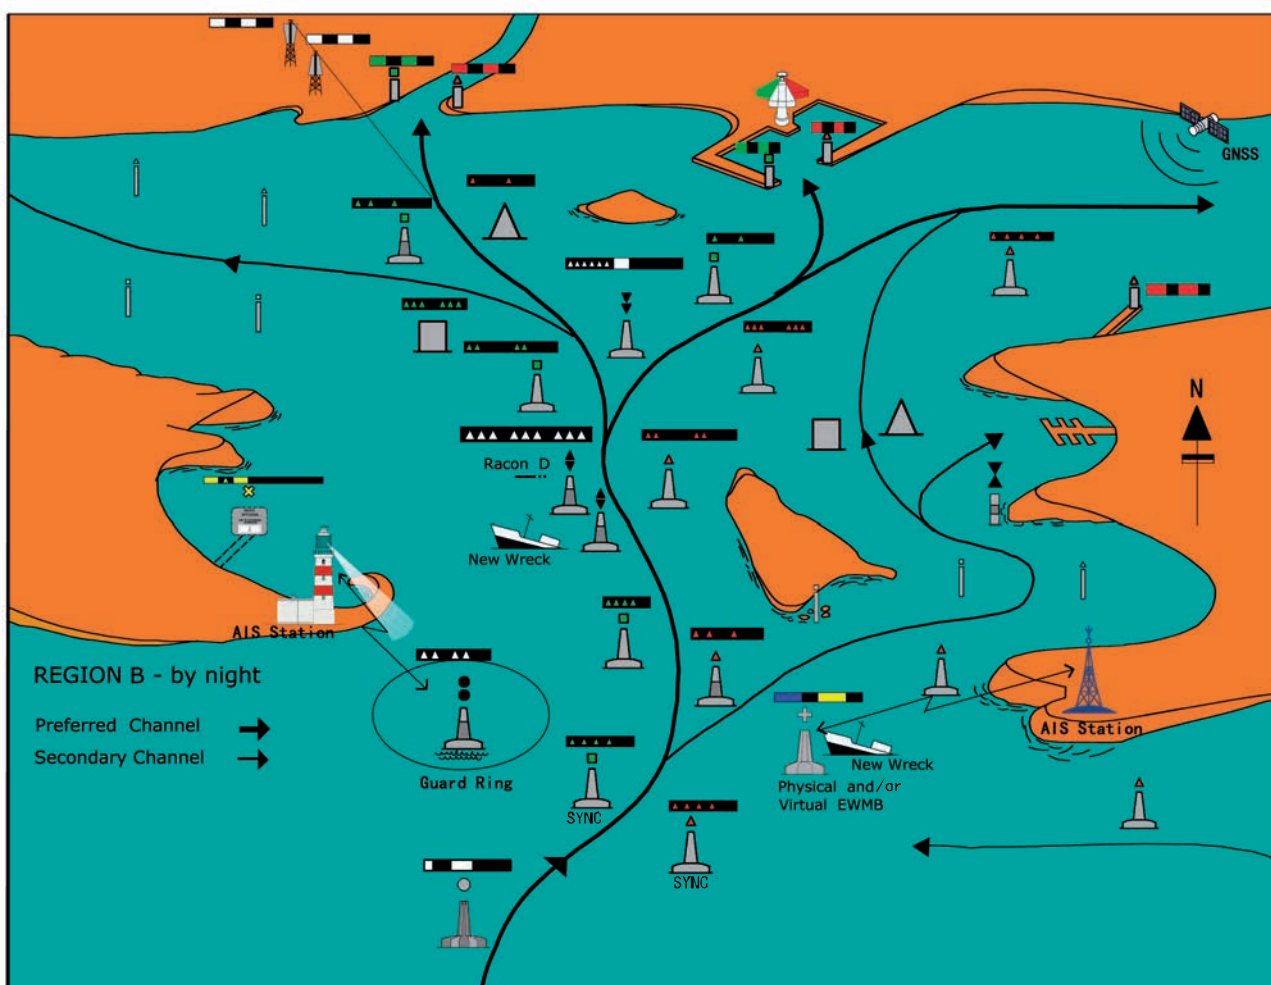 GNSS
N
Racon D
New Wreck
AIS Station
REGION B - by night
Preferred Channel
Secondary Channel
Guard Ring
SYNC
SYNC
AIS Station
New Wreck
Physical and/or
Virtual EWMB